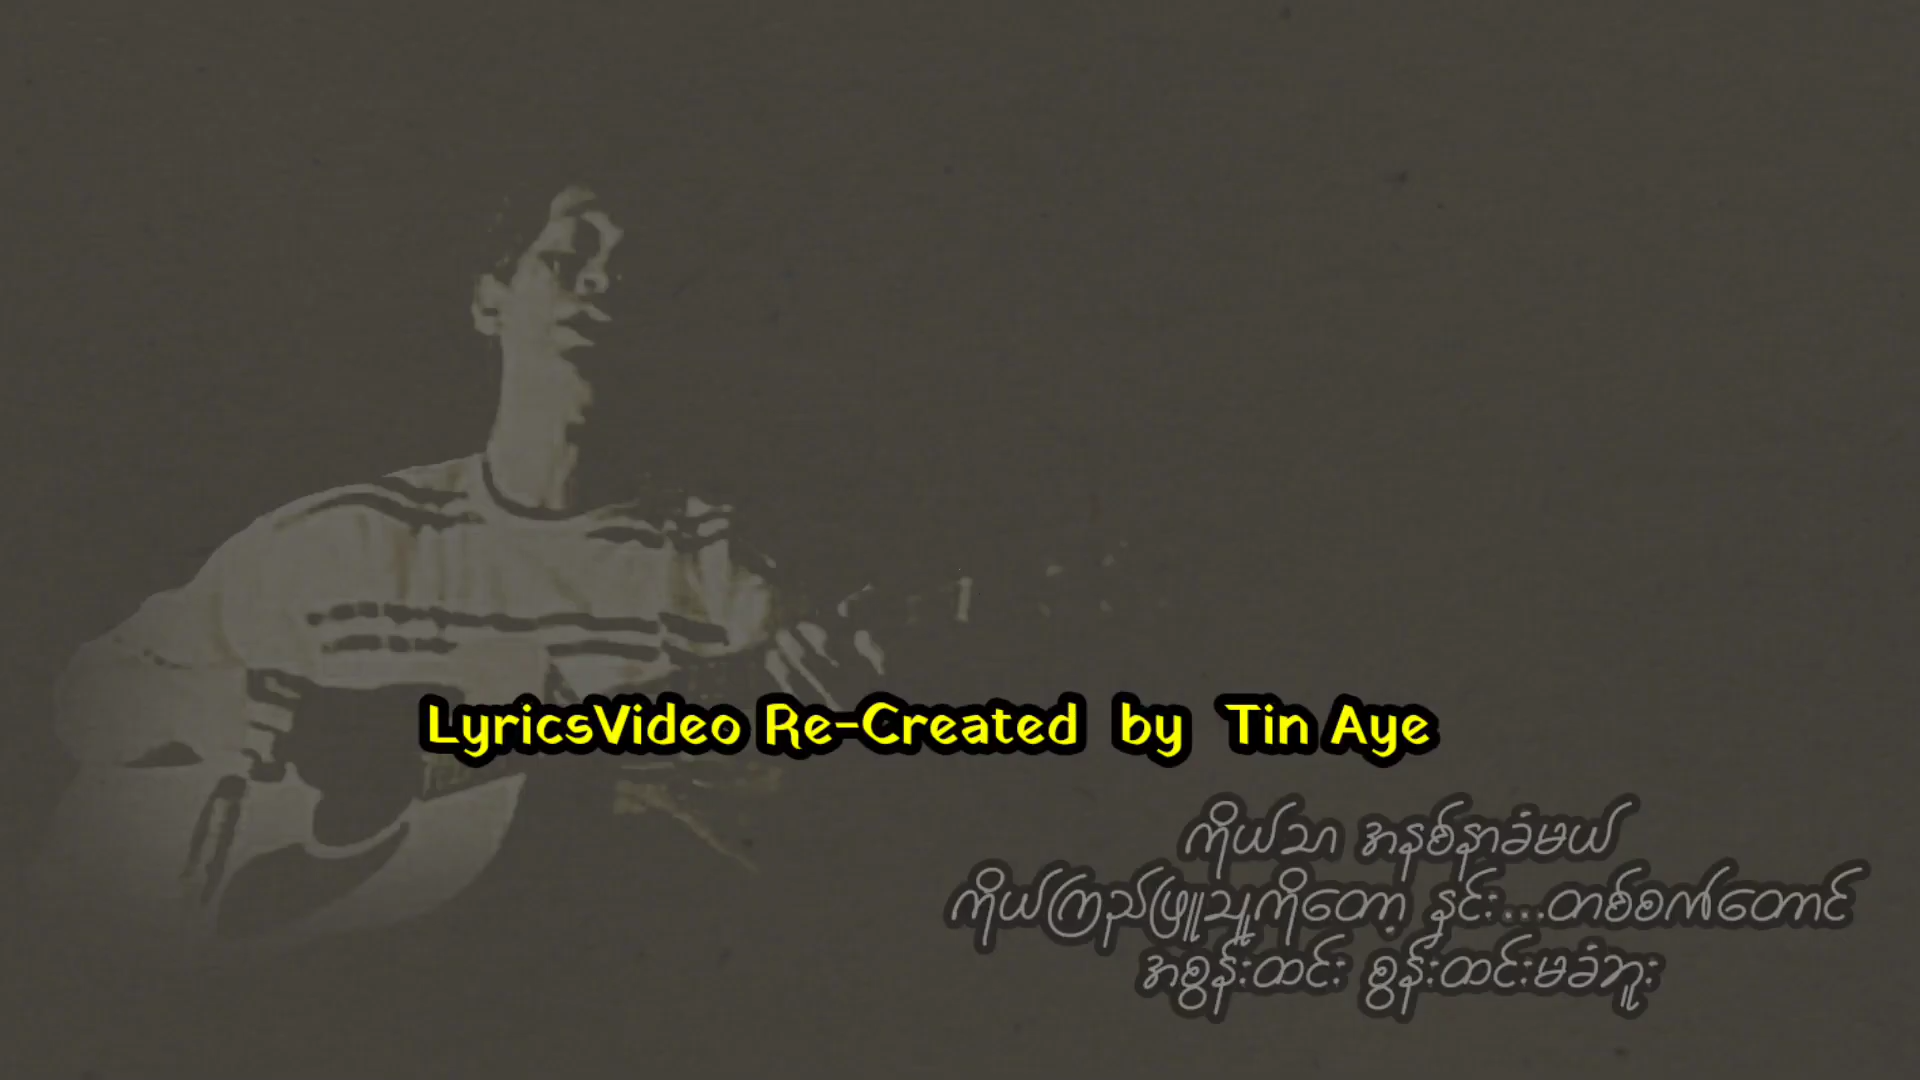 LyricsVideo Re-Created by Tin Aye
ကိုယ်သာ အနစ်နာခံမယ်
ကိုယ်ကြည်ဖြူသူကိုတော့ နှင်း...တစ်စက်တောင်
အစွန်းထင်း စွန်းထင်းမခံဘူး